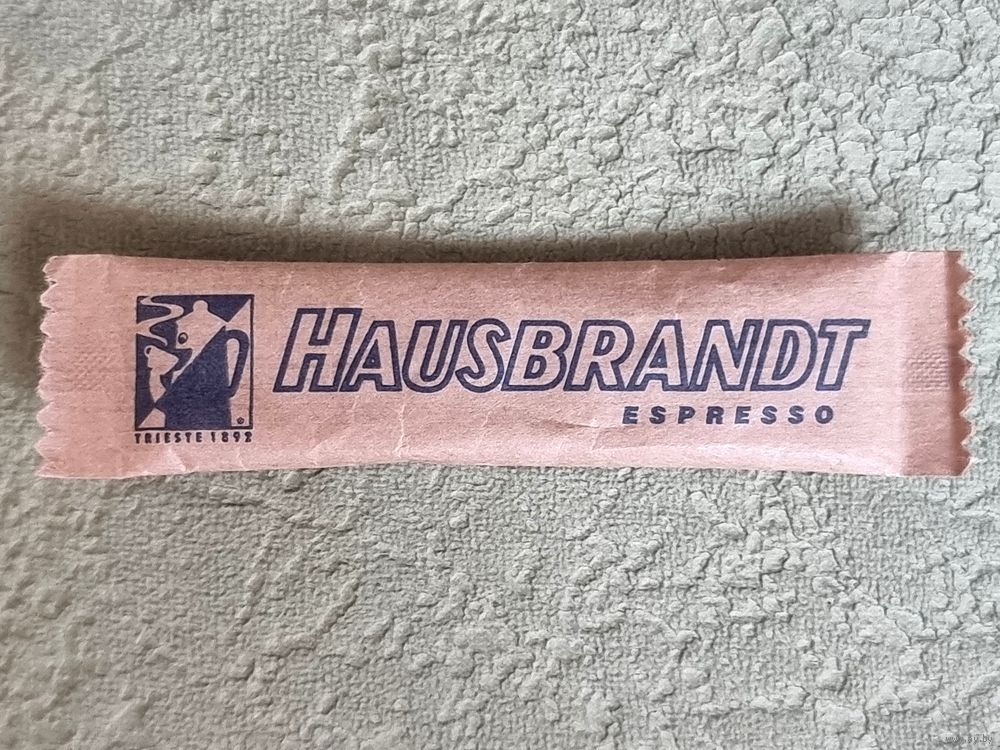 HAUSBRANDT
ESPRESSO
TRIESTE 1892